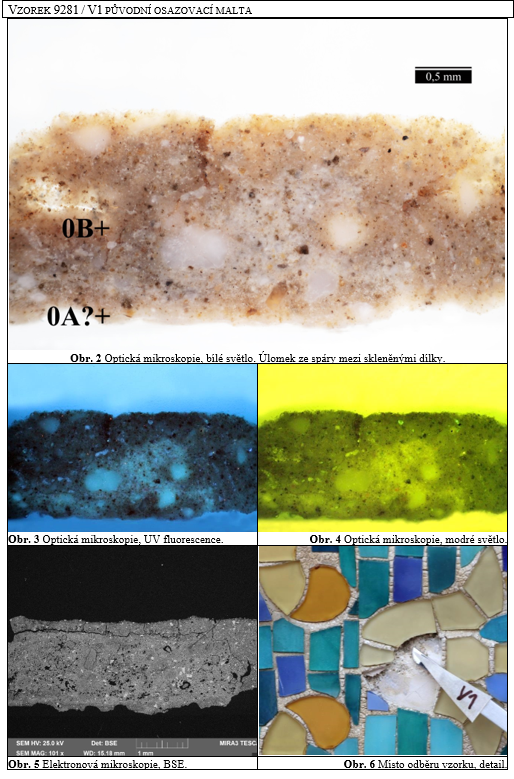 VZOREK 9281 / V1 PŮVODNÍ OSAZOVACÍ MALTA
0,5 mm
0B+
0A?+
Obr. 2 Optická mikroskopie, bílé světlo. Úlomek ze spáry mezi skleněnými dílky.
Obr. 3 Optická mikroskopie, UV fluorescence.
Obr. 4 Optická mikroskopie, modré světlo.
SEM HV: 25.0 kV Det: BSE MIRA3 TESC
SEM MAG: 101 x WD: 15.18 mm 1 mm
V1
Obr. 5 Elektronová mikroskopie, BSE.
Obr. 6 Místo odběru vzorku, detail.